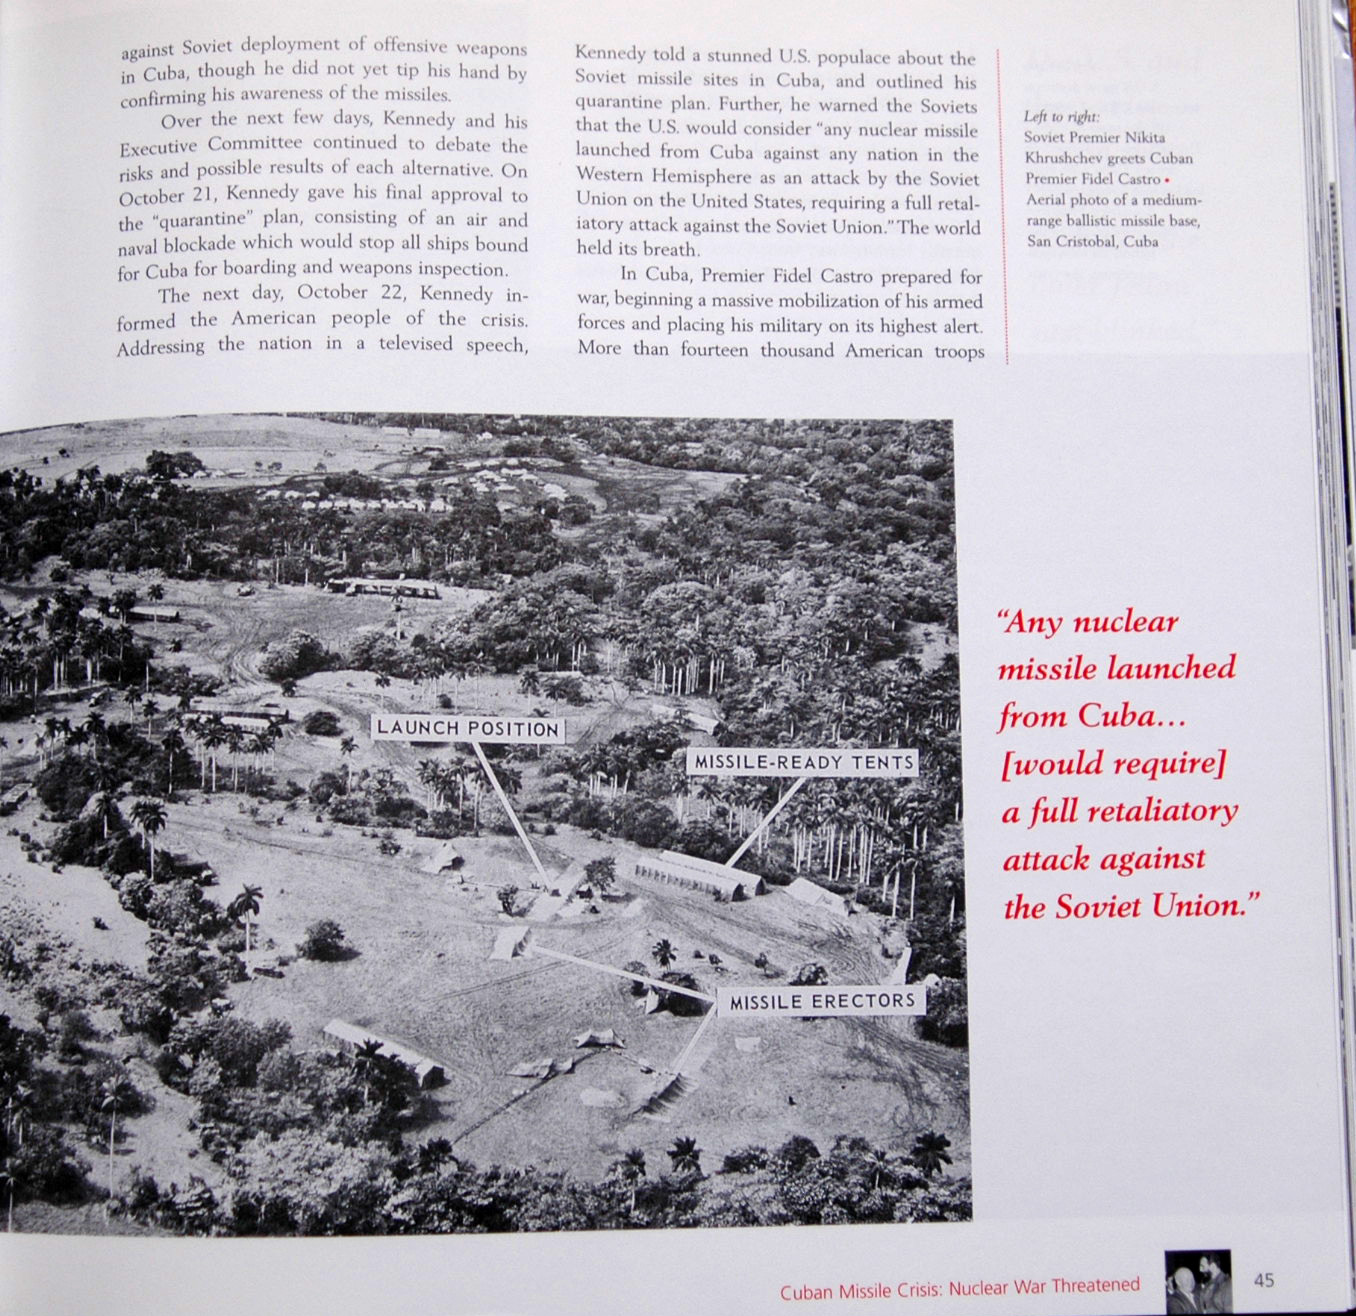 against Soviet deployment of offensive weapons
in Cuba, though he did not yet tip his hand by
confirming his awareness of the missiles.
Over the next few days, Kennedy and his
Executive Committee continued to debate the
risks and possible results of each alternative. On
October 21, Kennedy gave his final approval to
the “quarantine” plan, consisting of an air and
naval blockade which would stop all ships bound
for Cuba for boarding and weapons inspection.
The next day, October 22, Kennedy in-
formed the American people of the crisis.
Addressing the nation in a televised speech,
Kennedy told a stunned U.S. populace about the
Soviet missile sites in Cuba, and outlined his
quarantine plan. Further, he warned the Soviets
that the U.S. would consider “any nuclear missile
launched from Cuba against any nation in the
Western Hemisphere as an attack by the Soviet
Union on the United States, requiring a full retal-
iatory attack against the Soviet Union.” The world
held its breath.
In Cuba, Premier Fidel Castro prepared for
war, beginning a massive mobilization of his armed
forces and placing his military on its highest alert.
More than fourteen thousand American troops
Left to right:
Soviet Premier Nikita
Khrushchev greets Cuban
Premier Fidel Castro •
Aerial photo of a medium-
range ballistic missile base,
San Cristobal, Cuba
LAUNCH POSITION
MISSILE-READY TENTS
MISSILE ERECTORS
“Any nuclear
missile launched
from Cuba...
[would require]
a full retaliatory
attack against
the Soviet Union.”
Cuban Missile Crisis: Nuclear War Threatened
45